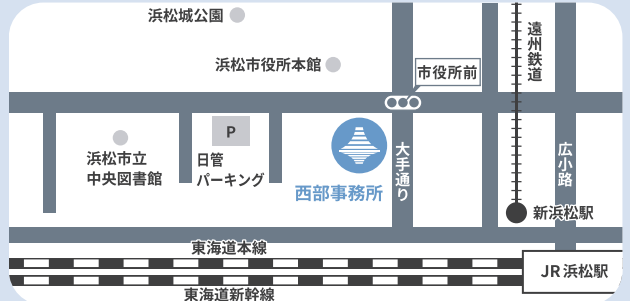 浜松城公園
遠州鉄道
浜松市役所本館
市役所前
P
浜松市立
中央図書館
日管
パーキング
大手通り
広小路
西部事務所
新浜松駅
東海道本線
JR浜松駅
東海道新幹線